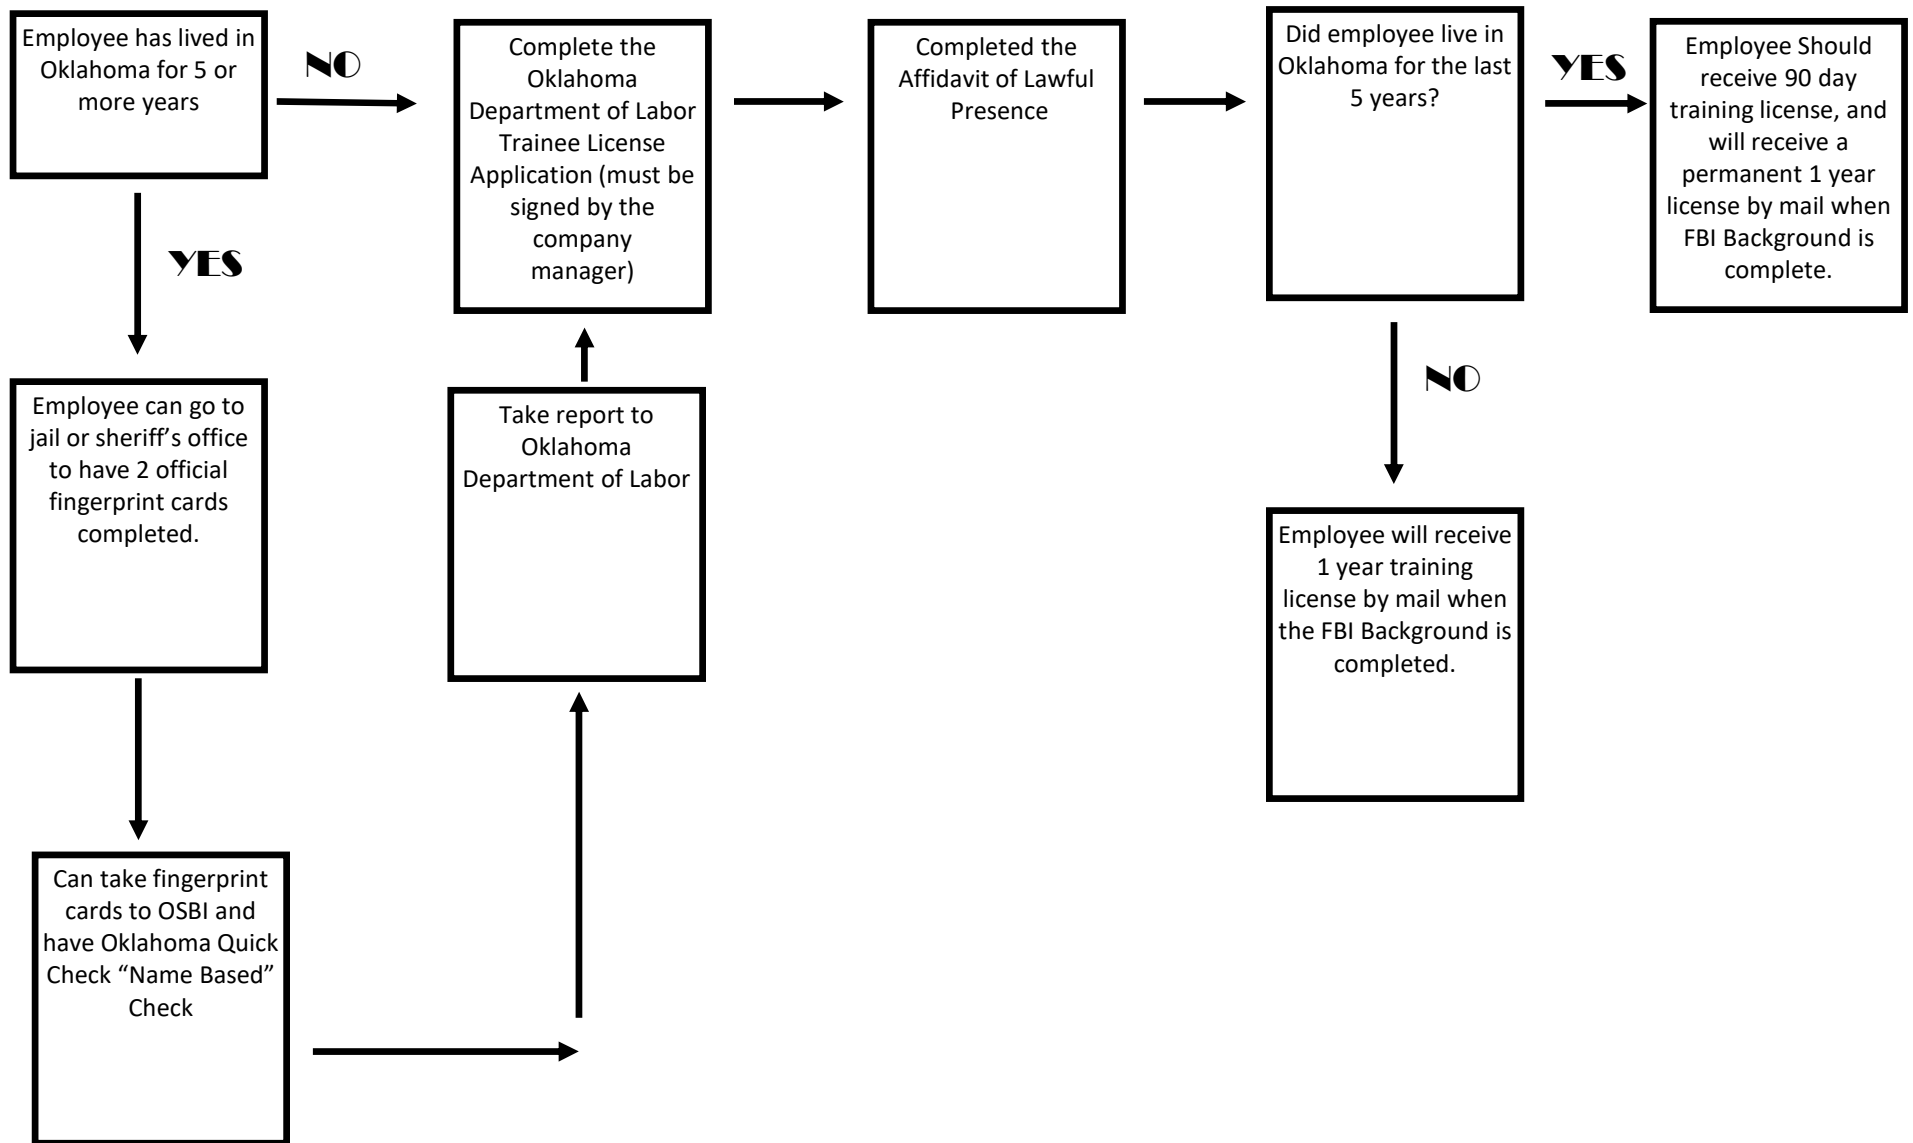 Employee has lived in
Oklahoma for 5 or
more years
NO
YES
Employee can go to
jail or sheriff’s office
to have 2 official
fingerprint cards
completed.
Can take fingerprint
cards to OSBI and
have Oklahoma Quick
Check “Name Based”
Check
Take report to
Oklahoma
Department of Labor
Complete the
Oklahoma
Department of Labor
Trainee License
Application (must be
signed by the
company
manager)
Completed the
Affidavit of Lawful
Presence
Did employee live in
Oklahoma for the last
5 years?
YES
Employee Should
receive 90 day
training license, and
will receive a
permanent 1 year
license by mail when
FBI Background is
complete.
NO
Employee will receive
1 year training
license by mail when
the FBI Background is
completed.